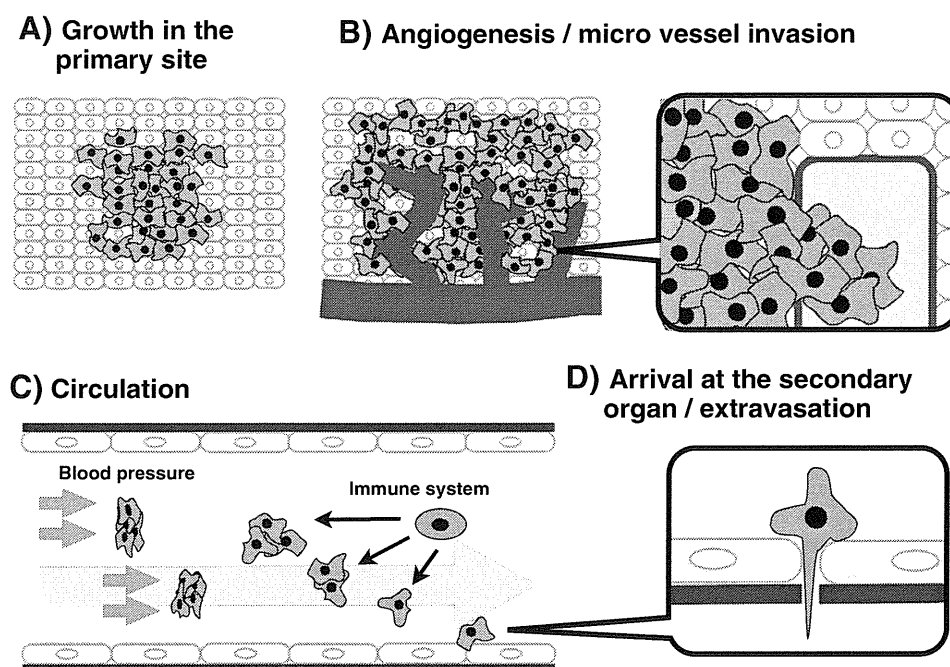 A) Growth in the
primary site
B) Angiogenesis / micro vessel invasion
C) Circulation
Blood pressure
Immune system
D) Arrival at the secondary
organ / extravasation